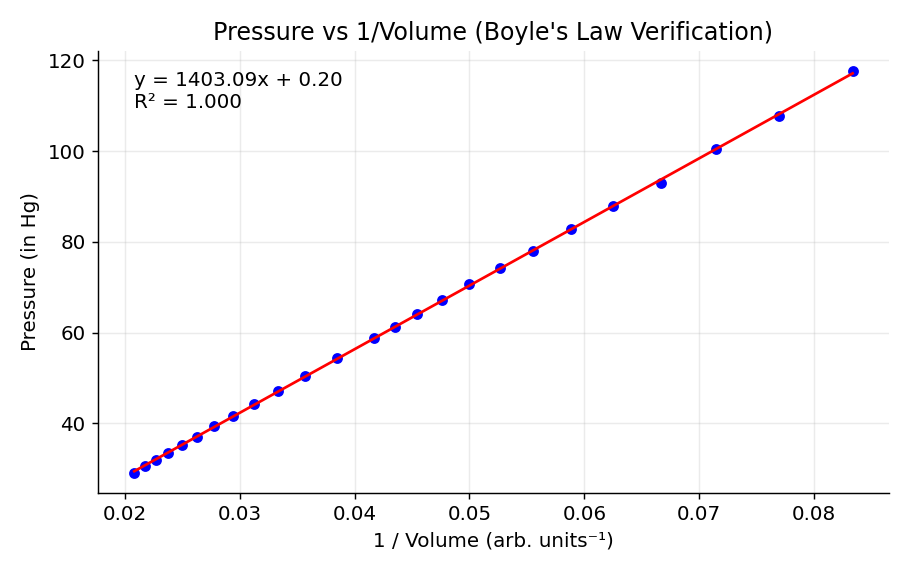 Pressure vs 1/Volume (Boyle's Law Verification)
y = 1403.09x + 0.20
R² = 1.000
120
100
80
60
40
Pressure (in Hg)
0.02 0.03 0.04 0.05 0.06 0.07 0.08
1 / Volume (arb. units⁻¹)